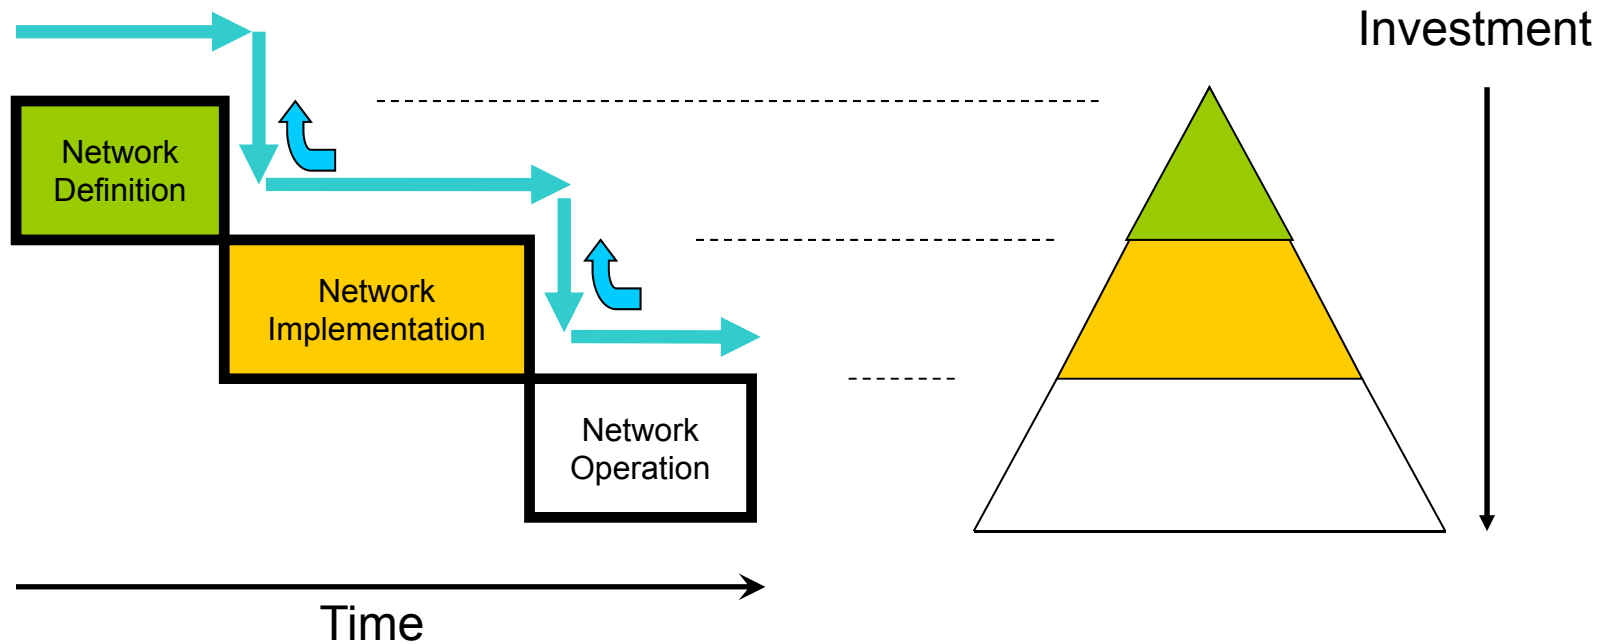 Investment
Network
Definition
Network
Implementation
Network
Operation
Time